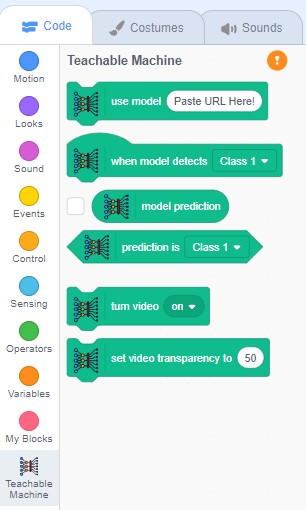 Code
Costumes
Sounds
Motion
Looks
Sound
Events
Control
Sensing
Operators
Variables
My Blocks
Teachable
Machine
Teachable Machine
!
use model Paste URL Here!
when model detects Class 1
model prediction
prediction is Class 1
turn video on
set video transparency to 50